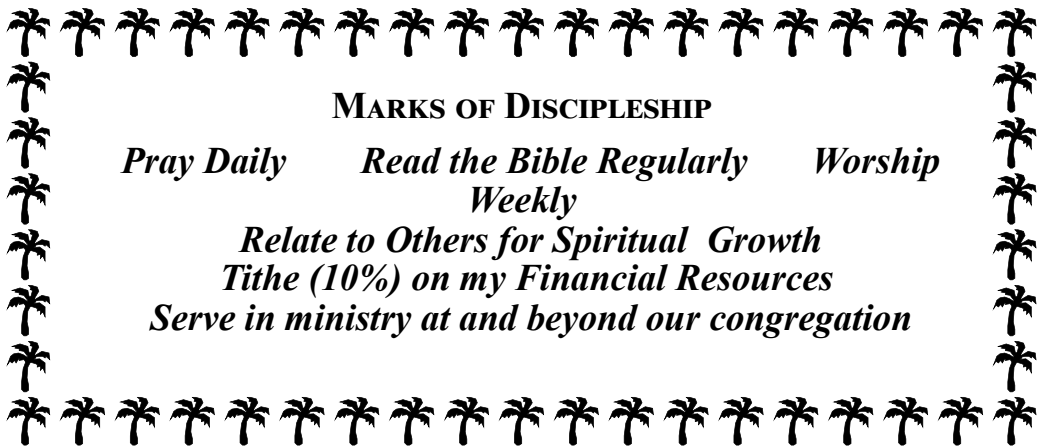 MARKS OF DISCIPLESHIP
Pray Daily Read the Bible Regularly Worship
Weekly
Relate to Others for Spiritual Growth
Tithe (10%) on my Financial Resources
Serve in ministry at and beyond our congregation